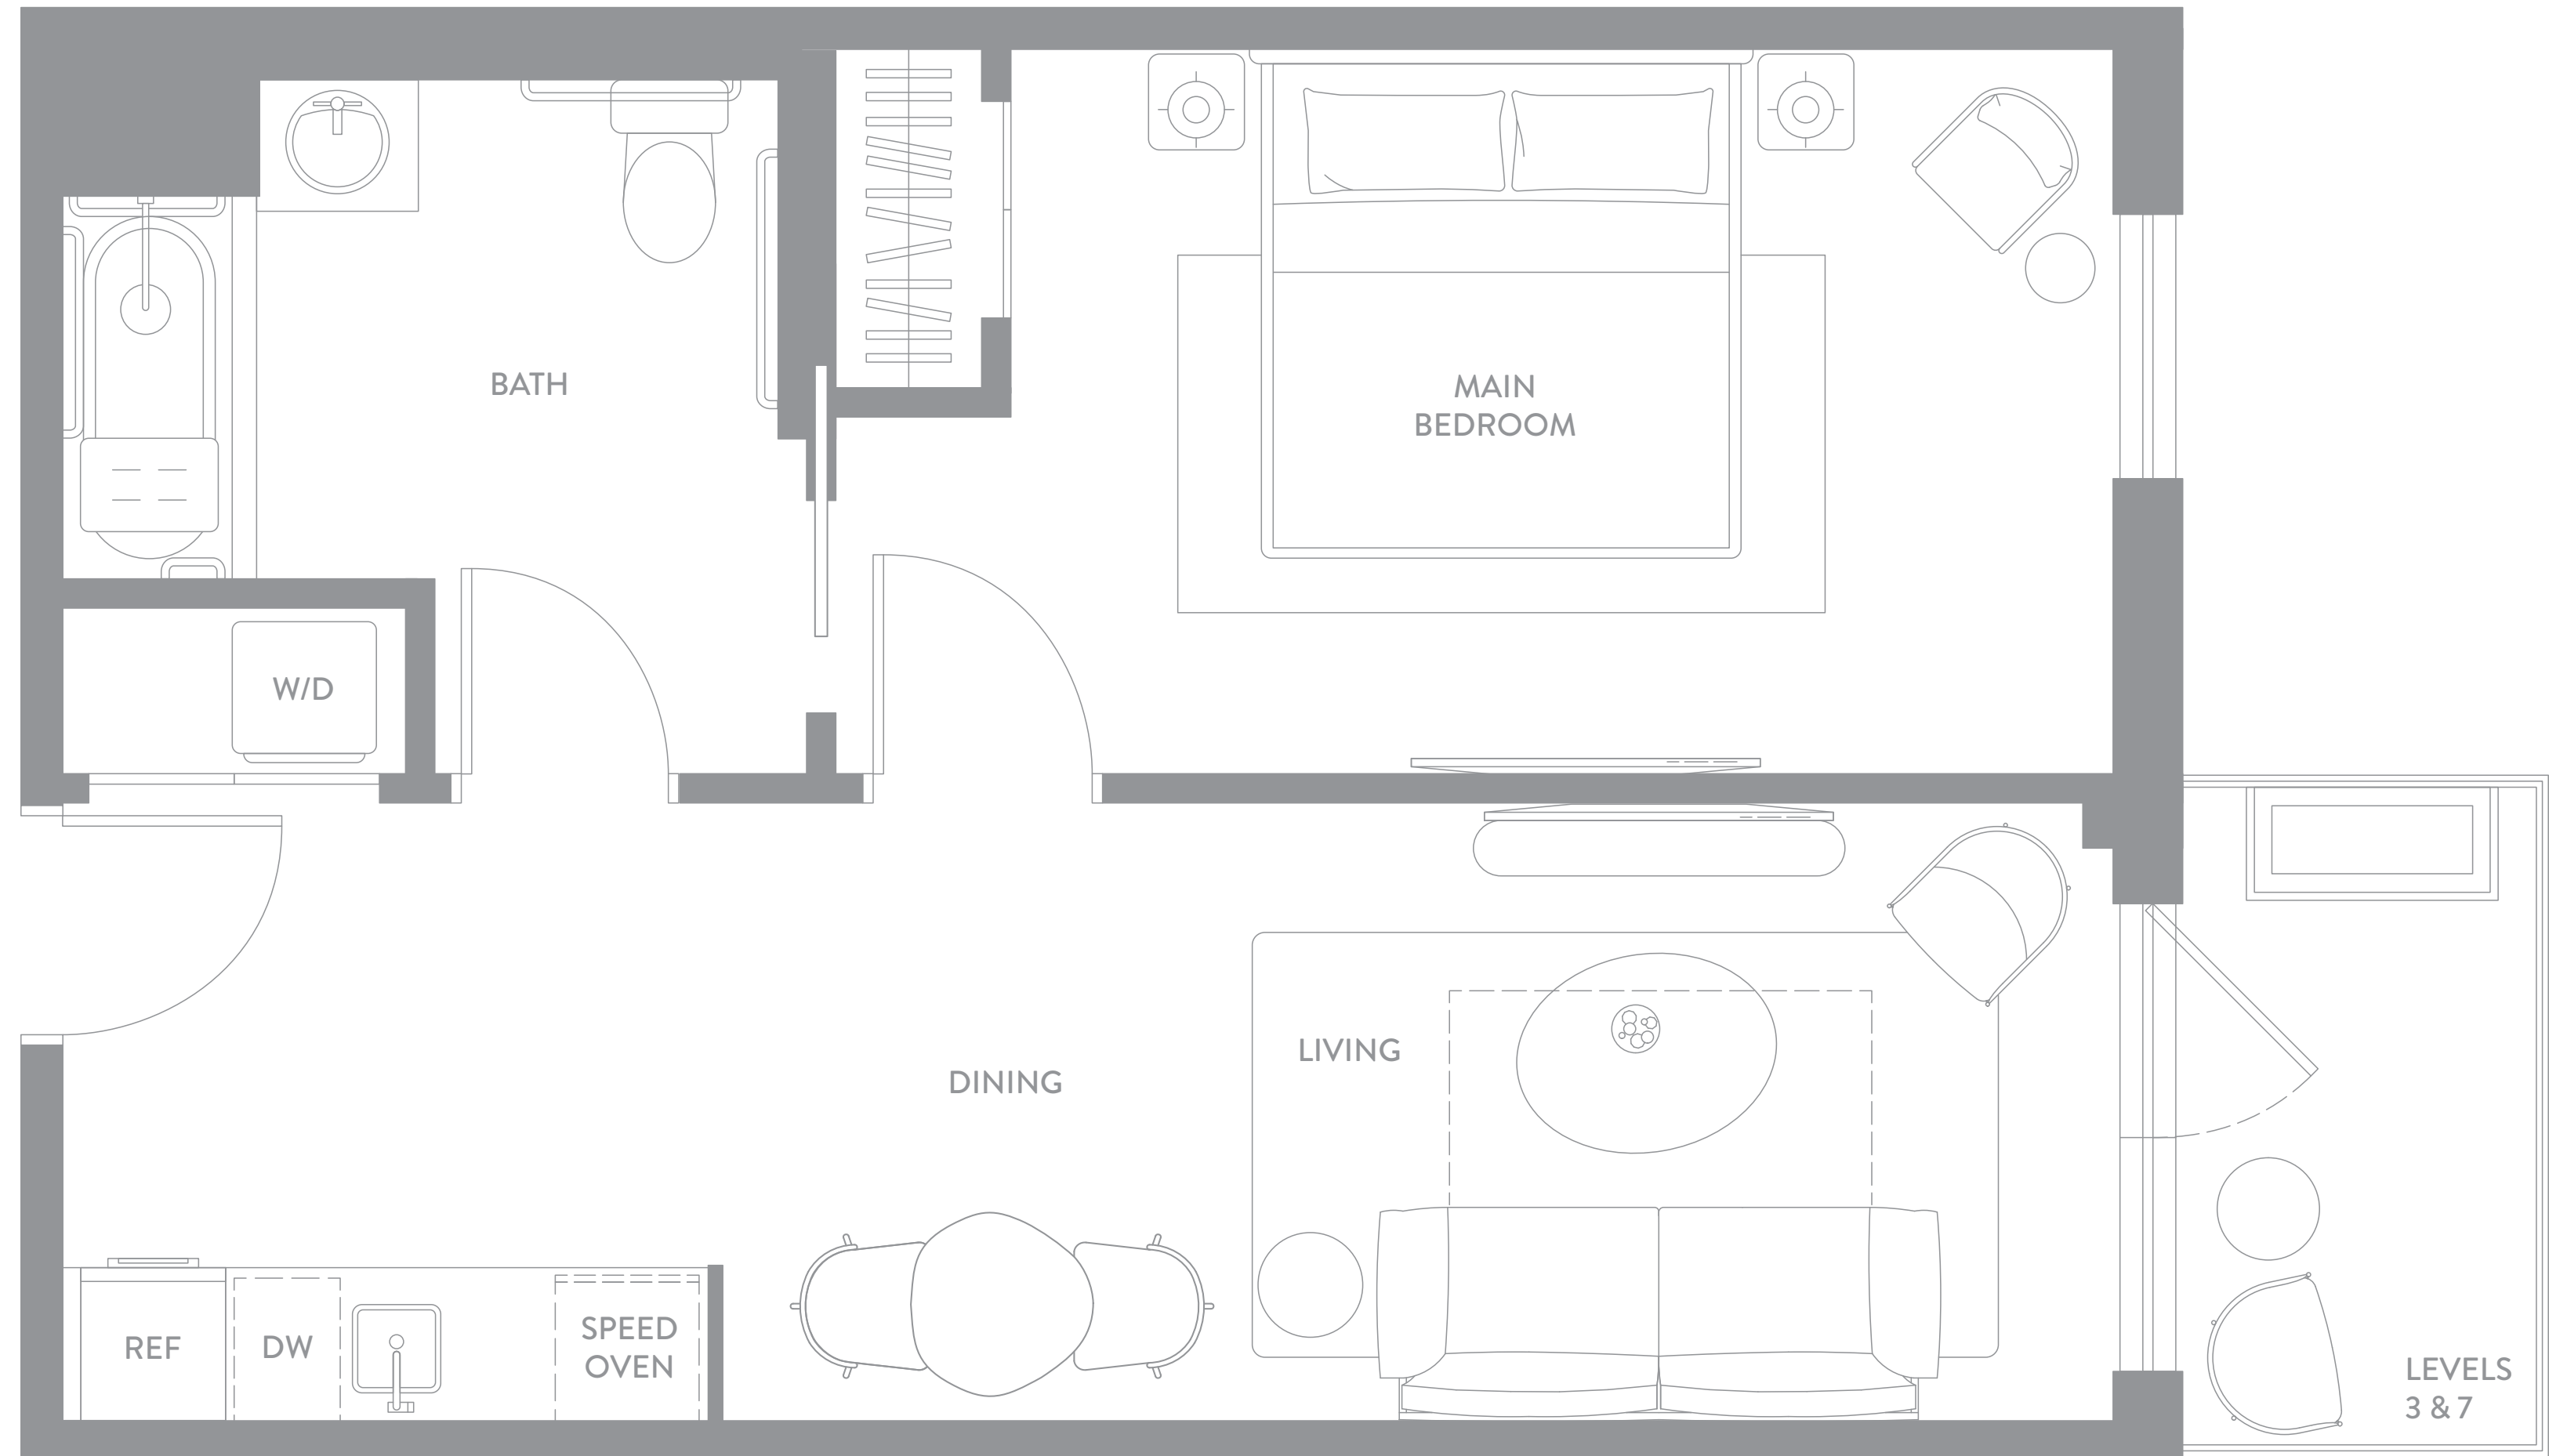 BATH
MAIN
BEDROOM
W/D
LIVING
DINING
REF
DW
SPEED
OVEN
LEVELS
3 & 7